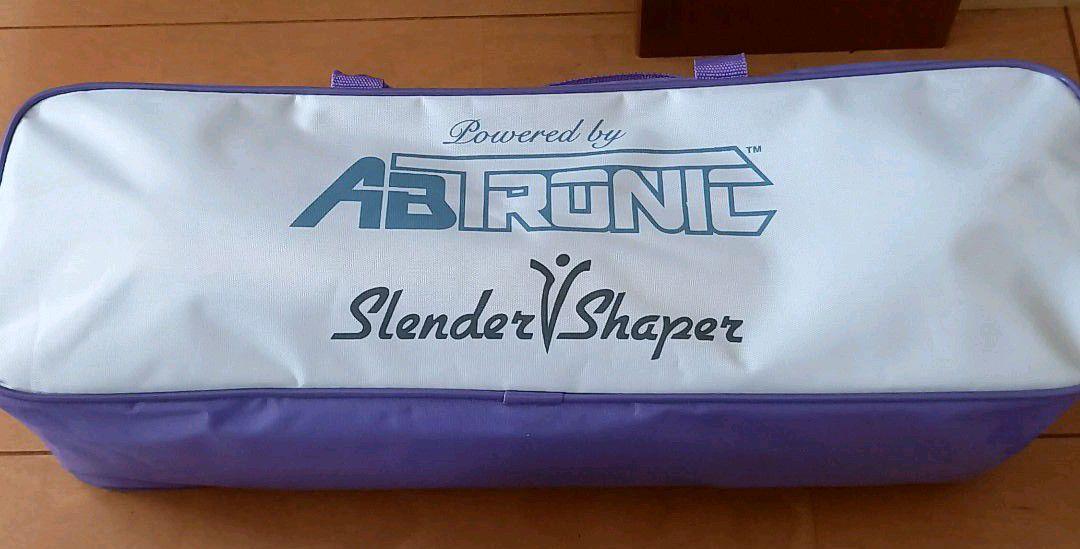 Powered by
ABTRONIC™
Slender Shaper